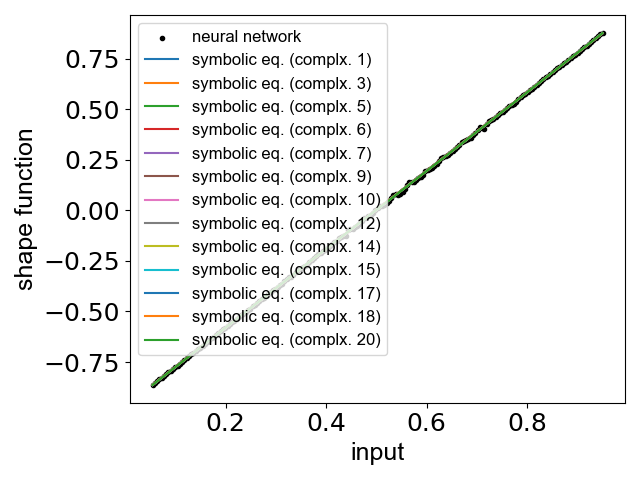 neural network
symbolic eq. (complx. 1)
symbolic eq. (complx. 3)
symbolic eq. (complx. 5)
symbolic eq. (complx. 6)
symbolic eq. (complx. 7)
symbolic eq. (complx. 9)
symbolic eq. (complx. 10)
symbolic eq. (complx. 12)
symbolic eq. (complx. 14)
symbolic eq. (complx. 15)
symbolic eq. (complx. 17)
symbolic eq. (complx. 18)
symbolic eq. (complx. 20)
shape function
0.75
0.50
0.25
0.00
−0.25
−0.50
−0.75
0.2 0.4 0.6 0.8
input